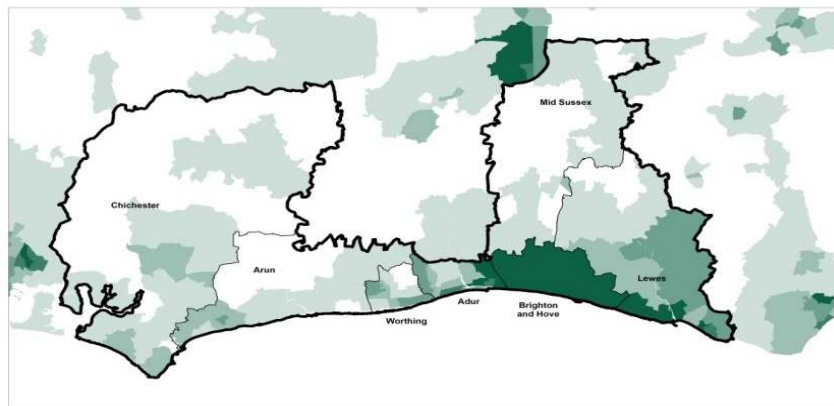 Mid Sussex
Chichester
Arun
Lewes
Adur
Brighton
and Hove
Worthing